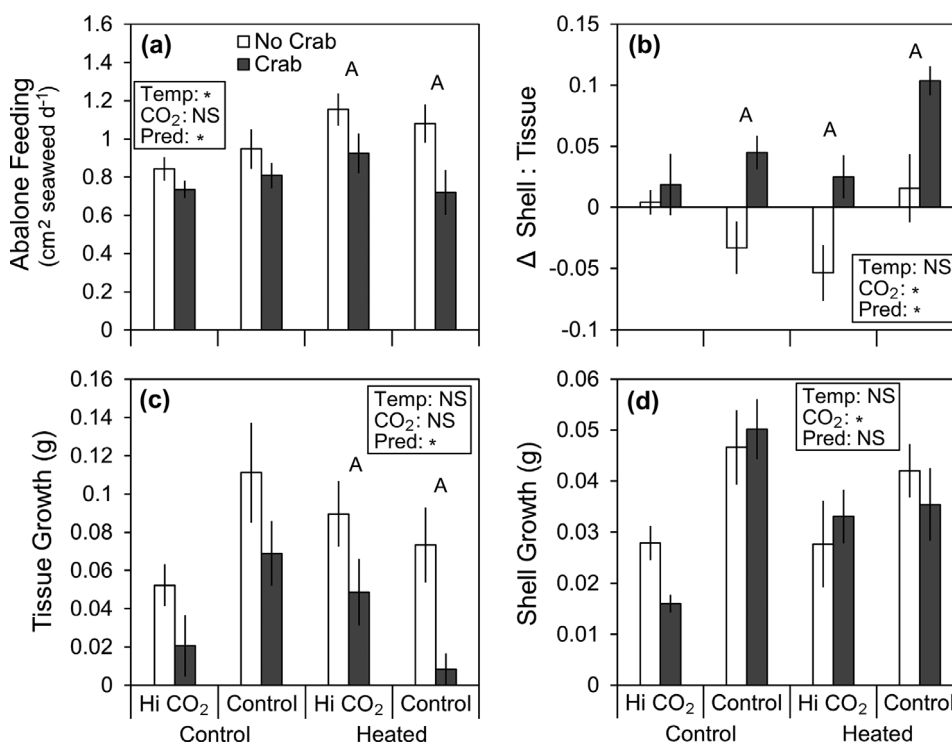 (a)
No Crab
Crab
Temp: *
CO₂: NS
Pred: *
A
A
Abalone Feeding
(cm² seaweed d⁻¹)
1.6
1.4
1.2
1
0.8
0.6
0.4
0.2
0
(b)
A
A
A
Δ Shell : Tissue
0.15
0.1
0.05
0
-0.05
-0.1
Temp: NS
CO₂: *
Pred: *
(c)
Temp: NS
CO₂: NS
Pred: *
A
A
Tissue Growth (g)
0.16
0.14
0.12
0.1
0.08
0.06
0.04
0.02
0
Hi CO₂
Control
Hi CO₂
Control
Control
Heated
(d)
Temp: NS
CO₂: *
Pred: NS
Shell Growth (g)
0.06
0.05
0.04
0.03
0.02
0.01
0
Hi CO₂
Control
Hi CO₂
Control
Control
Heated